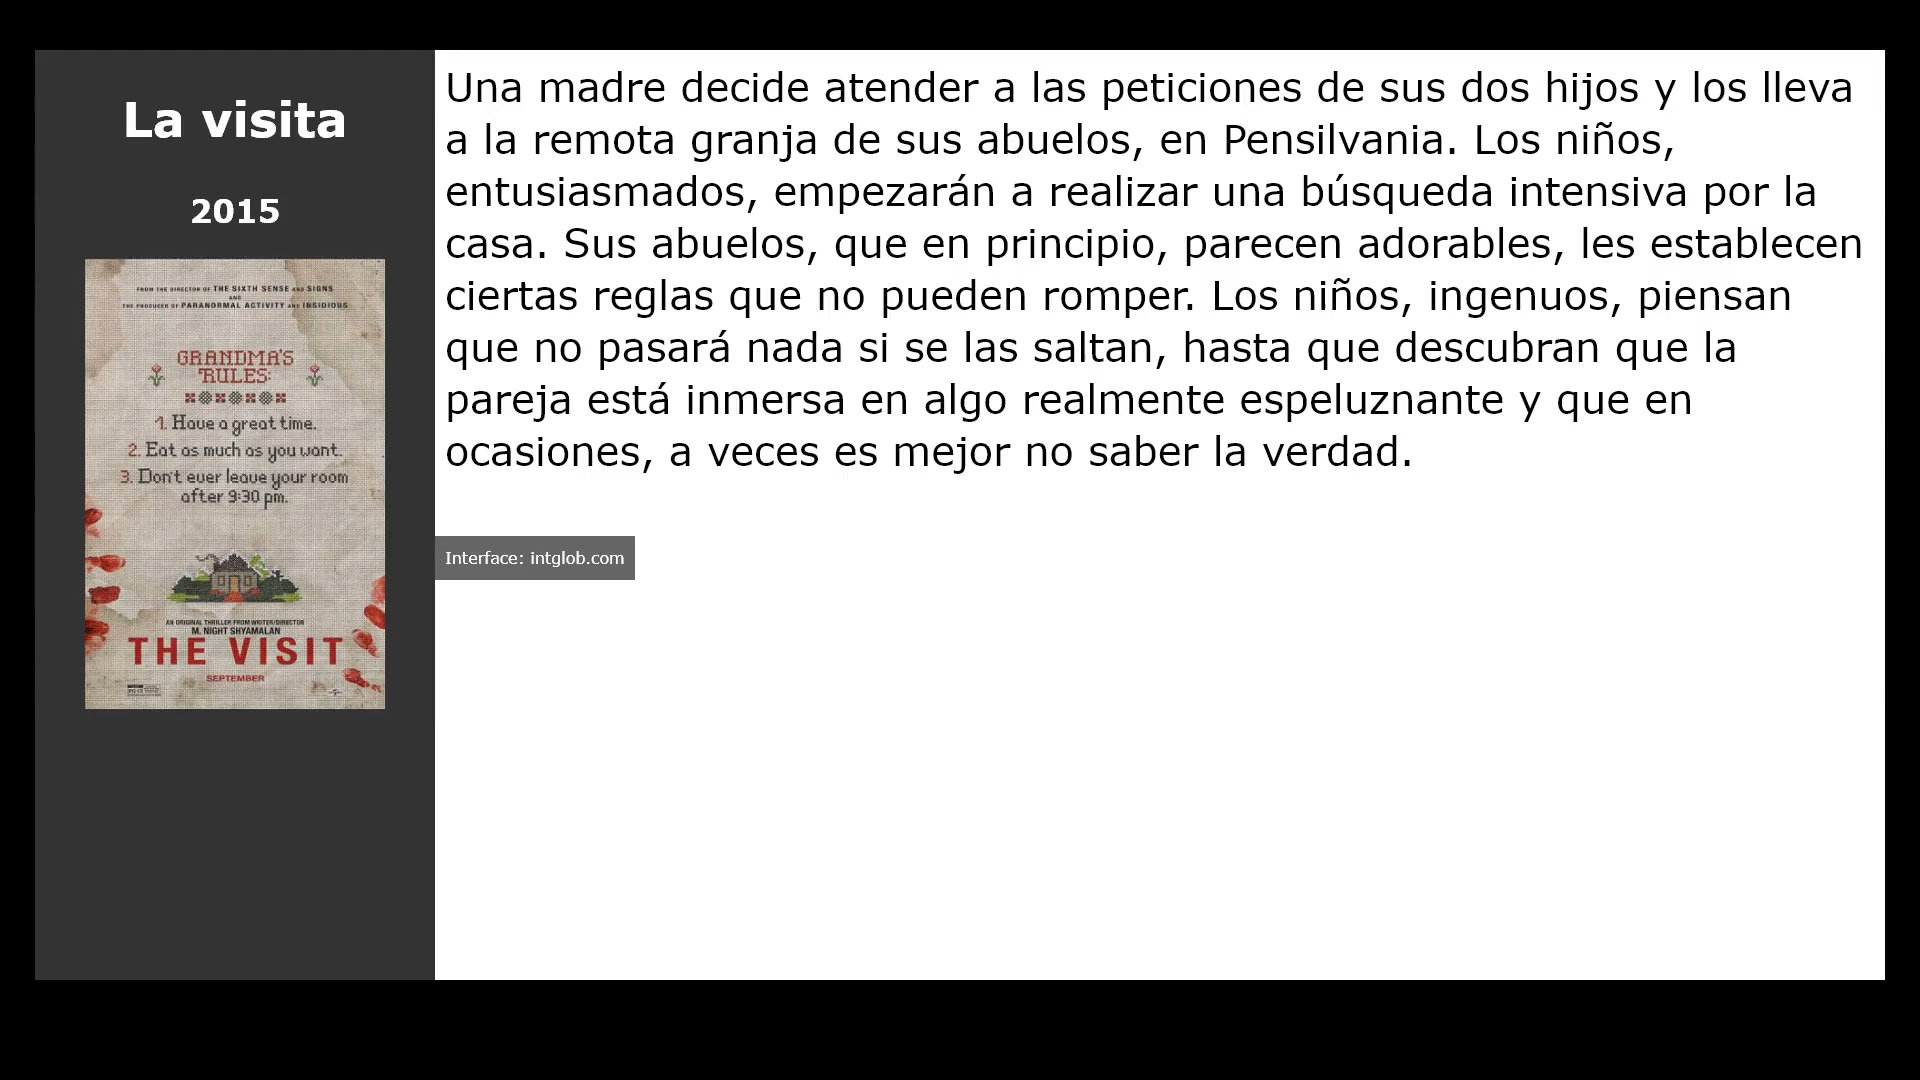 La visita
2015
FROM THE DIRECTOR OF THE SIXTH SENSE AND SIGNS
AND
THE PRODUCER OF PARANORMAL ACTIVITY AND INSIDIOUS
GRANDMA'S
RULES:
1. Have a great time.
2. Eat as much as you want.
3. Don't ever leave your room
after 9:30 pm.
AN ORIGINAL THRILLER FROM WRITER/DIRECTOR
M. NIGHT SHYAMALAN
THE VISIT
SEPTEMBER
Una madre decide atender a las peticiones de sus dos hijos y los lleva
a la remota granja de sus abuelos, en Pensilvania. Los niños,
entusiasmados, empezarán a realizar una búsqueda intensiva por la
casa. Sus abuelos, que en principio, parecen adorables, les establecen
ciertas reglas que no pueden romper. Los niños, ingenuos, piensan
que no pasará nada si se las saltan, hasta que descubran que la
pareja está inmersa en algo realmente espeluznante y que en
ocasiones, a veces es mejor no saber la verdad.
Interface: intglob.com